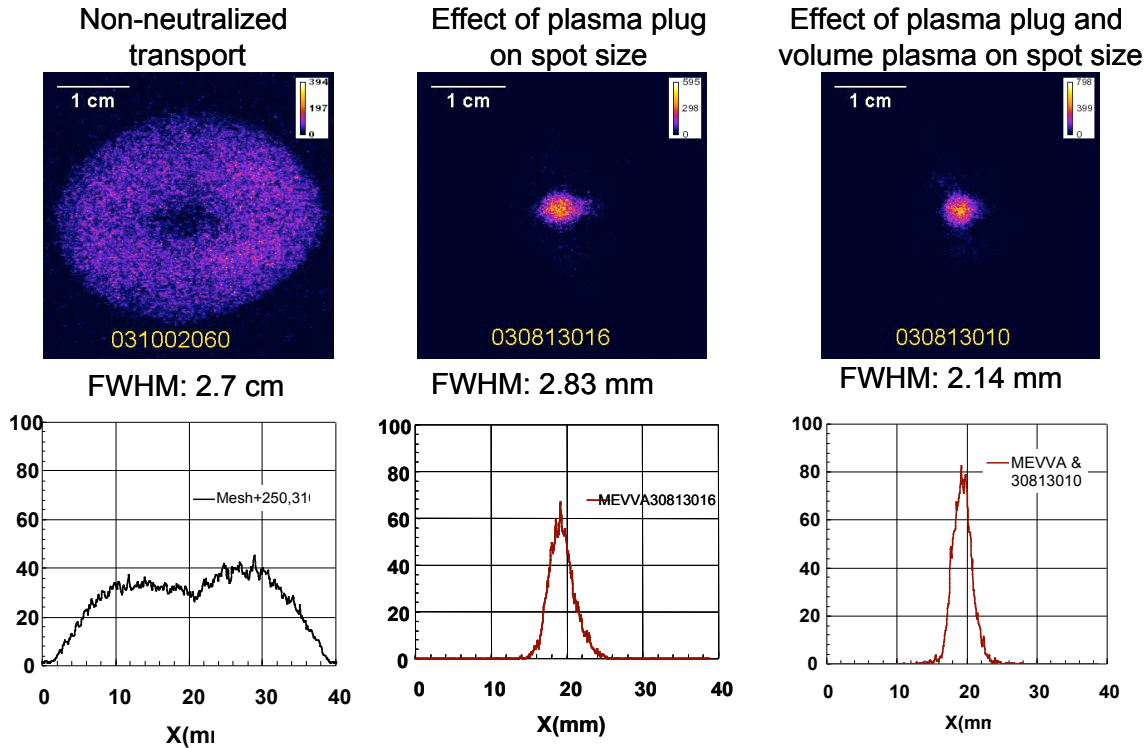 Non-neutralized
transport
Effect of plasma plug
on spot size
Effect of plasma plug and
volume plasma on spot size
1 cm
394
197
0
031002060
1 cm
595
298
0
030813016
1 cm
798
399
0
030813010
FWHM: 2.7 cm
FWHM: 2.83 mm
FWHM: 2.14 mm
100
80
60
40
20
0
Mesh+250,31
0
10
20
30
40
X(m
100
80
60
40
20
0
MEVVA30813016
0
10
20
30
40
X(mm)
100
80
60
40
20
0
MEVVA &
30813010
0
10
20
30
40
X(mm